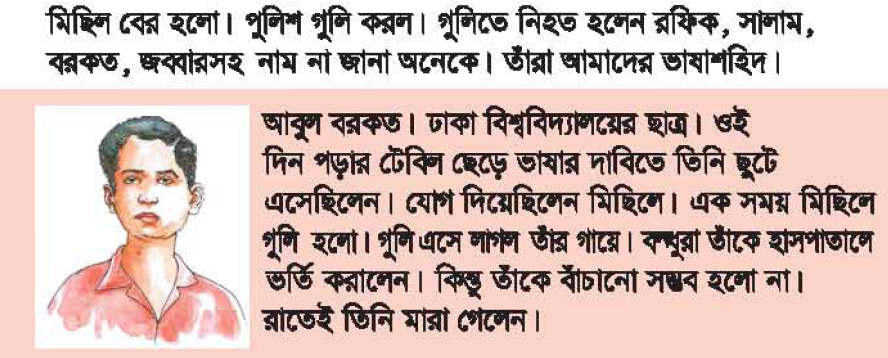 মিছিল বের হলো। পুলিশ গুলি করল। গুলিতে নিহত হলেন রফিক, সালাম,
বরকত, জব্বারসহ নাম না জানা অনেকে। তাঁরা আমাদের ভাষাশহিদ।
আবুল বরকত। ঢাকা বিশ্ববিদ্যালয়ের ছাত্র। ওই
দিন পড়ার টেবিল ছেড়ে ভাষার দাবিতে তিনি ছুটে
এসেছিলেন। যোগ দিয়েছিলেন মিছিলে। এক সময় মিছিলে
গুলি হলো। গুলি এসে লাগল তাঁর গায়ে। বন্ধুরা তাঁকে হাসপাতালে
ভর্তি করালেন। কিন্তু তাঁকে বাঁচানো সম্ভব হলো না।
রাতেই তিনি মারা গেলেন।